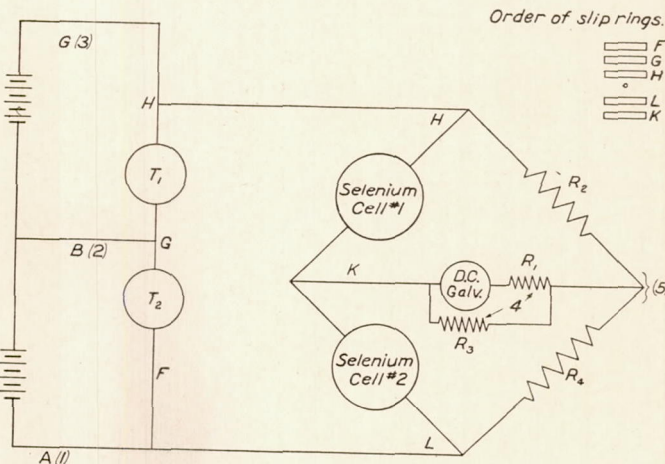 Order of slip rings.
F
G
H
L
K
G (3)
H
H
T₁
Selenium
Cell #1
R₂
B (2)
G
K
D.C.
Galv.
R₁
4
(5)
T₂
R₃
F
Selenium
Cell #2
R₄
L
A (1)